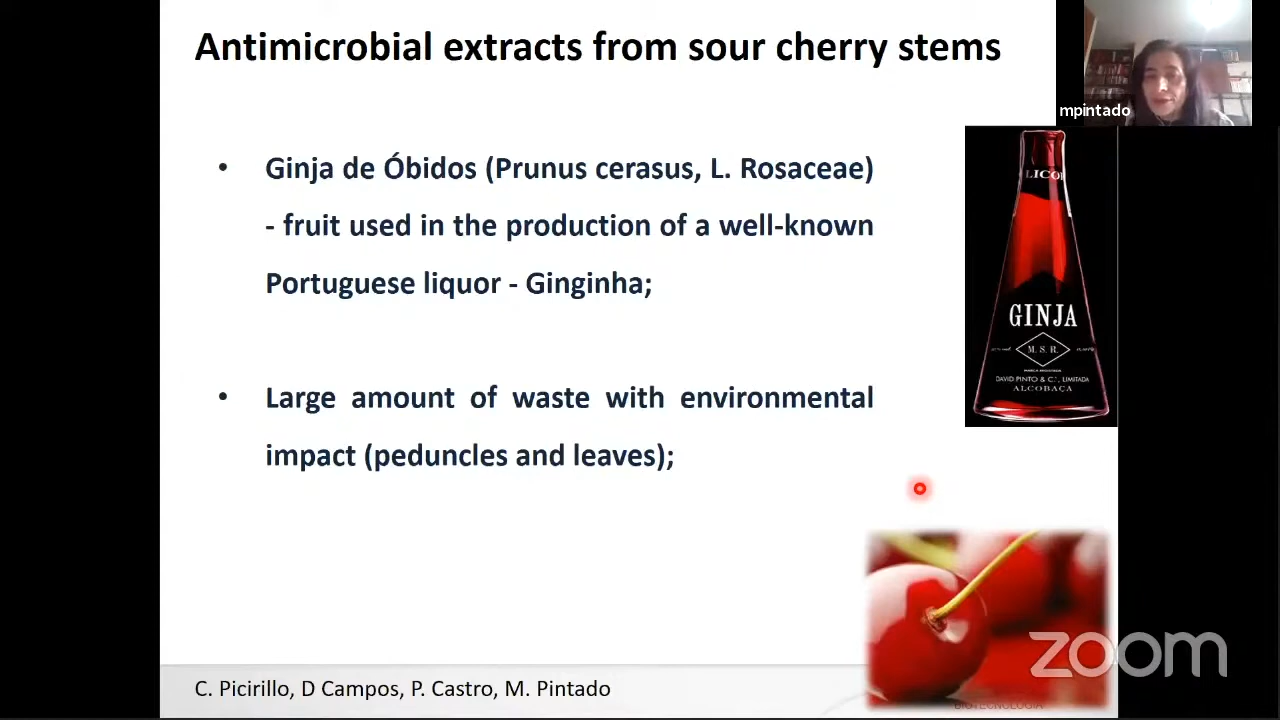 Antimicrobial extracts from sour cherry stems
mpintado
• Ginja de Óbidos (Prunus cerasus, L. Rosaceae)
- fruit used in the production of a well-known
Portuguese liquor - Ginginha;
• Large amount of waste with environmental
impact (peduncles and leaves);
LICOR
GINJA
M. S. R.
DAVID PINTO & C.ª, LIMITADA
ALCOBAÇA
zoom
C. Picirillo, D Campos, P. Castro, M. Pintado
BIOTECNOLOGIA